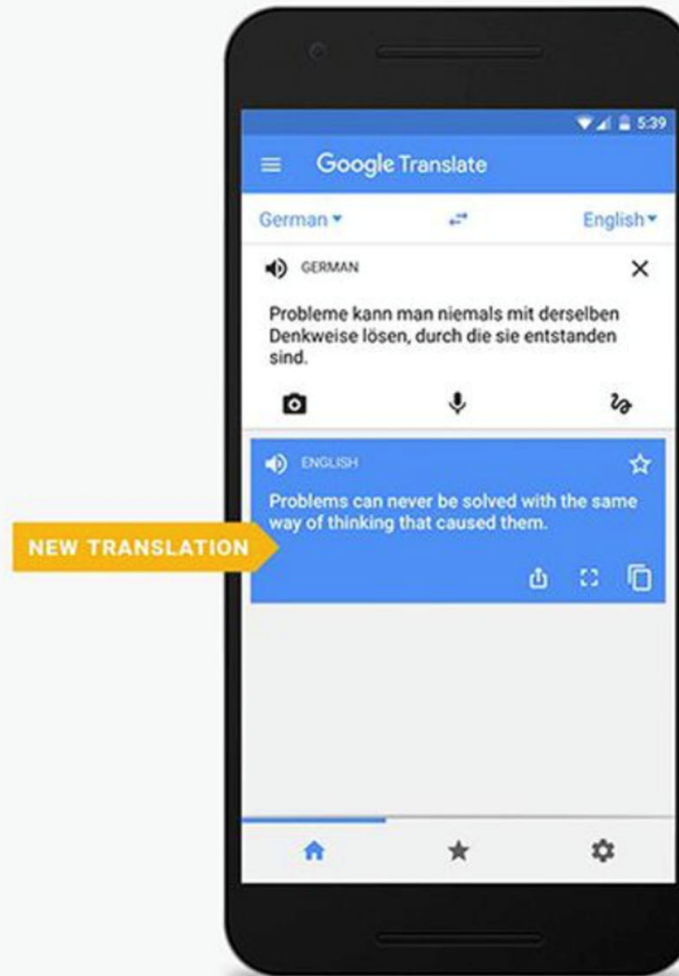 5:39
Google Translate
German
English
GERMAN
Probleme kann man niemals mit derselben
Denkweise lösen, durch die sie entstanden
sind.
ENGLISH
Problems can never be solved with the same
way of thinking that caused them.
NEW TRANSLATION